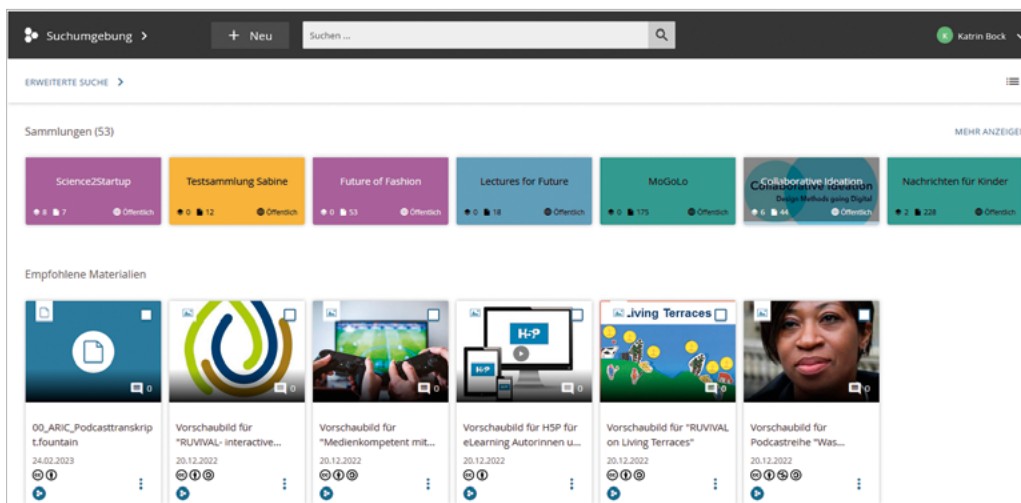 Suchumgebung
+ Neu
Suchen ...
K
Katrin Bock
ERWEITERTE SUCHE
Sammlungen (53)
MEHR ANZEIGEN
Science2Startup
8 7 Öffentlich
Testsammlung Sabine
0 12 Öffentlich
Future of Fashion
0 53 Öffentlich
Lectures for Future
0 18 Öffentlich
MoGoLo
0 175 Öffentlich
Collaborative Ideation
Collaborative Ideation
Design Methods going Digital
6 44 Öffentlich
Nachrichten für Kinder
2 228 Öffentlich
Empfohlene Materialien
0
00_ARIC_Podcasttranskrip
t.fountain
24.02.2023
0
Vorschaubild für
"RUVIVAL- interactive...
20.12.2022
0
Vorschaubild für
"Medienkompetent mit...
20.12.2022
H5P
H5P
0
Vorschaubild für H5P für
eLearning Autorinnen u...
20.12.2022
Living Terraces
0
Vorschaubild für "RUVIVAL
on Living Terraces"
20.12.2022
0
Vorschaubild für
Podcastreihe "Was...
20.12.2022